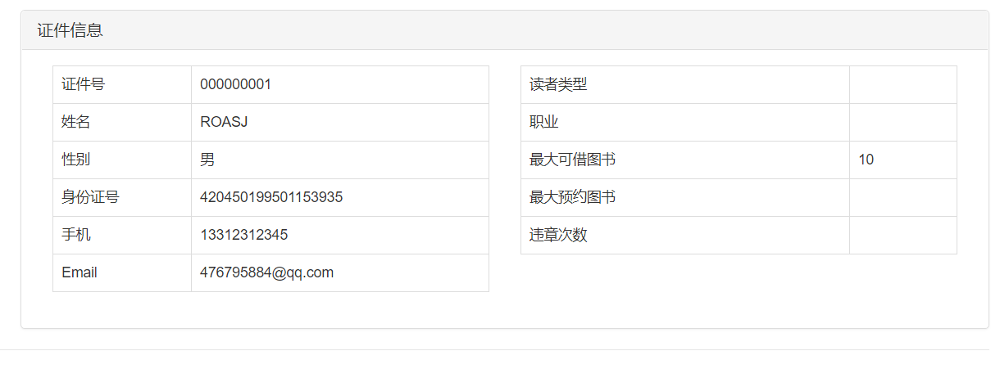 证件信息
证件号 000000001
姓名 ROASJ
性别 男
身份证号 420450199501153935
手机 13312312345
Email 476795884@qq.com
读者类型
职业
最大可借图书 10
最大预约图书
违章次数